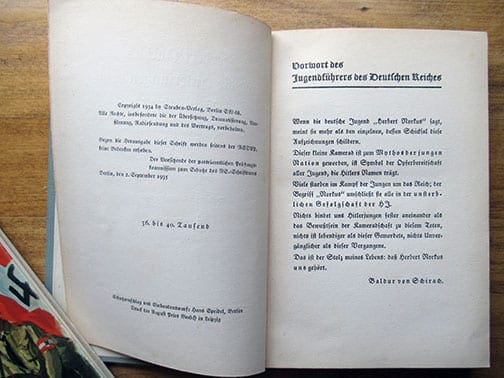 Copyright 1934 by Steuben-Verlag, Berlin SW 68.
Alle Rechte, insbesondere die der Übersetzung, Dramatisierung, Ver-
filmung, Radiosendung und des Vortrags, vorbehalten.
Gegen die Herausgabe dieser Schrift werden seitens der NSDAP.
keine Bedenken erhoben.
Der Vorsitzende der parteiamtlichen Prüfungs-
kommission zum Schutze des NS.-Schrifttums
Berlin, den 2. September 1935
36. bis 40. Tausend
Schutzumschlag und Einbandentwurf: Hans Speidel, Berlin
Druck der August Pries GmbH in Leipzig
Vorwort des
Jugendführers des Deutschen Reiches
Wenn die deutsche Jugend „Herbert Norkus“ sagt,
meint sie mehr als den einzelnen, dessen Schicksal diese
Aufzeichnungen schildern.
Dieser kleine Kamerad ist zum Mythos der jungen
Nation geworden, ist Symbol der Opferbereitschaft
aller Jugend, die Hitlers Namen trägt.
Viele starben im Kampf der Jungen um das Reich; der
Begriff „Norkus“ umschließt sie alle in der unsterb-
lichen Gefolgschaft der HJ.
Nichts bindet uns Hitlerjungen fester aneinander als
das Bewußtsein der Kameradschaft zu diesem Toten,
nichts ist lebendiger als dieser Gemordete, nichts Unver-
gänglicher als dieser Vergangene.
Das ist der Stolz meines Lebens: daß Herbert Norkus
uns gehört.
Baldur von Schirach.